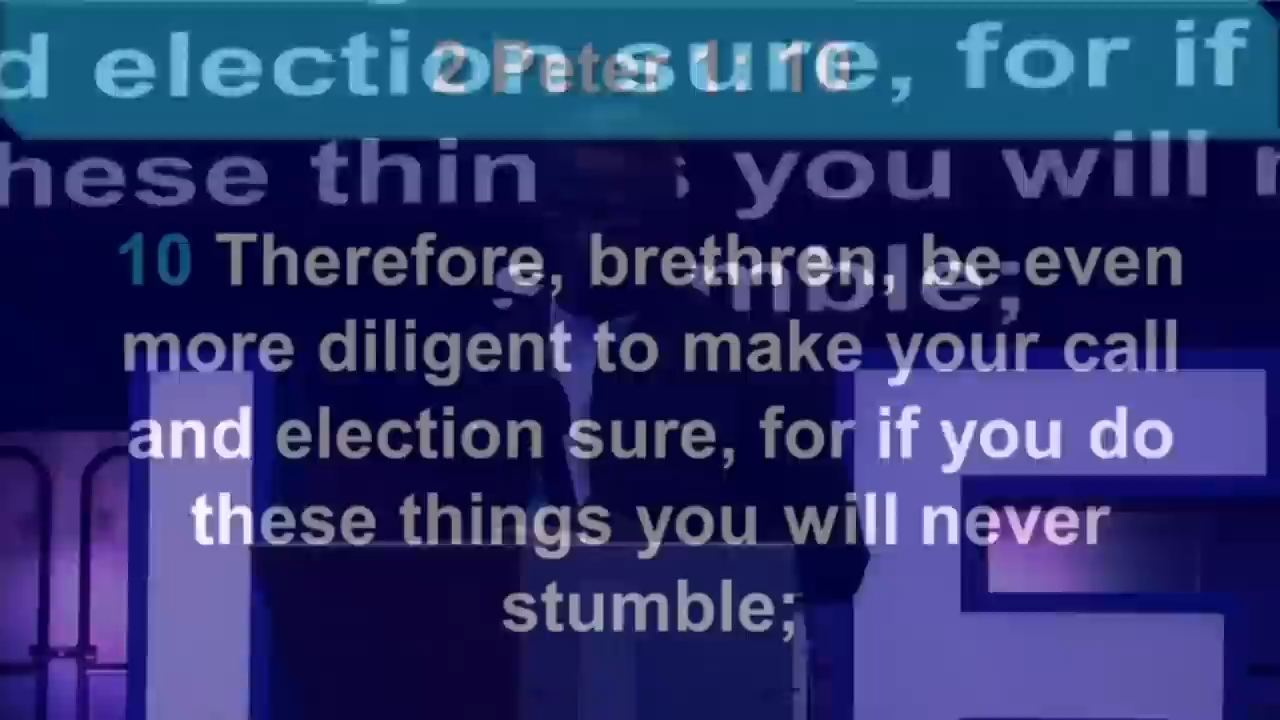 d election sure, for if
2 Peter 1: 10
hese thin s you will
10 Therefore, brethren, be even
mble;
more diligent to make your call
and election sure, for if you do
these things you will never
stumble;